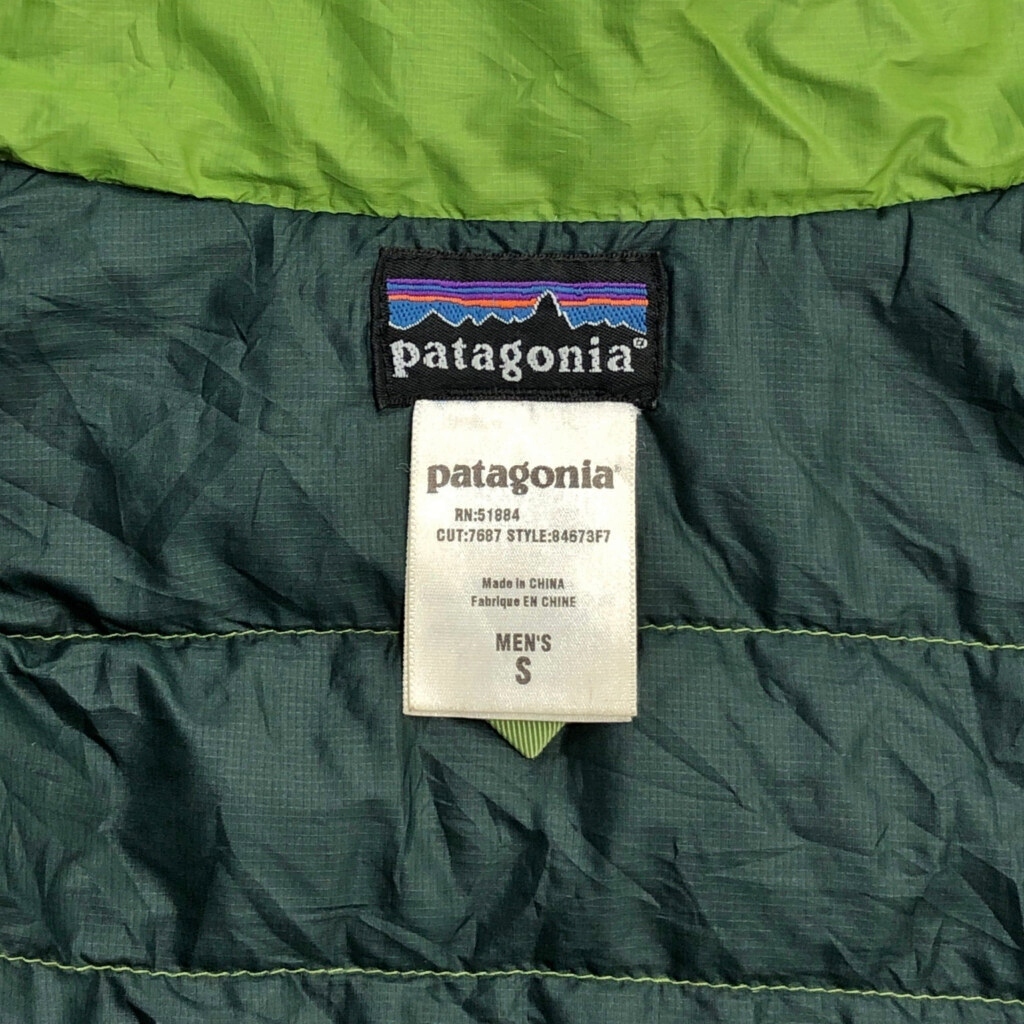 patagonia®
patagonia®
RN:51884
CUT:7687 STYLE:84673F7
Made in CHINA
Fabrique EN CHINE
MEN'S
S